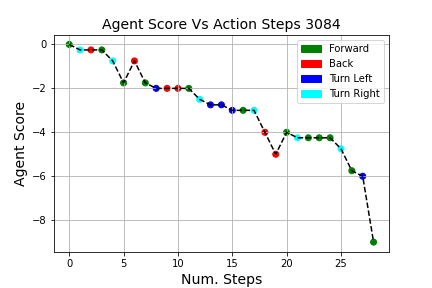 Agent Score Vs Action Steps 3084
Agent Score
0
−2
−4
−6
−8
Forward
Back
Turn Left
Turn Right
0 5 10 15 20 25
Num. Steps